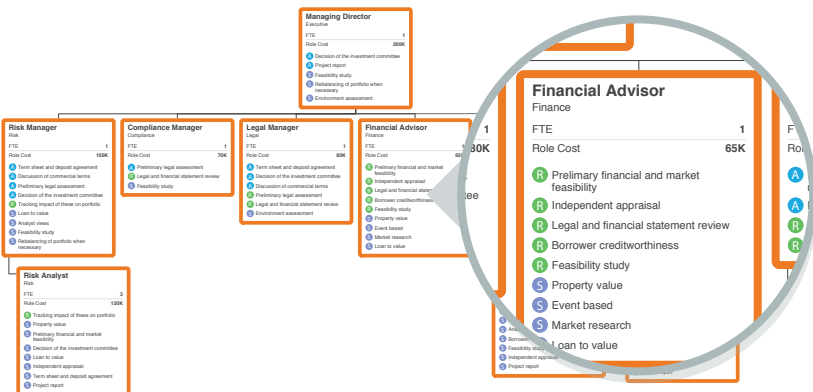 Managing Director
Executive
FTE 1
Role Cost 200K
A Decision of the investment committee
A Project report
S Feasibility study
S Rebalancing of portfolio when
necessary
S Environment assessment
Risk Manager
Risk
FTE 1
Role Cost 100K
A Term sheet and deposit agreement
A Discussion of commercial terms
A Preliminary legal assessment
A Decision of the investment committee
R Tracking impact of these on portfolio
S Loan to value
S Analyst views
S Feasibility study
S Rebalancing of portfolio when
necessary
Compliance Manager
Compliance
FTE 1
Role Cost 70K
A Preliminary legal assessment
R Legal and financial statement review
S Feasibility study
Legal Manager
Legal
FTE 1
Role Cost 80K
A Term sheet and deposit agreement
A Decision of the investment committee
A Discussion of commercial terms
R Preliminary legal assessment
R Legal and financial statement review
S Environment assessment
Financial Advisor
Finance
FTE
Role Cost 65
R Prelimary financial and market
feasibility
R Independent appraisal
R Legal and financial
R Borrower creditworthiness
R Feasibility study
S Property value
S Event based
S Market research
S Loan to value
Risk Analyst
Risk
FTE 3
Role Cost 150K
R Tracking impact of these on portfolio
S Property value
S Prelimary financial and market
feasibility
S Decision of the investment committee
S Loan to value
S Independent appraisal
S Term sheet and deposit agreement
S Project report
1
80K
Financial Advisor
Finance
FTE 1
Role Cost 65K
R Prelimary financial and market
feasibility
R Independent appraisal
R Legal and financial statement review
R Borrower creditworthiness
R Feasibility study
S Property value
S Event based
S Market research
S Loan to value
A
A
R
R
S
S
S
S
S Feasibility study
S Independent
S Project report